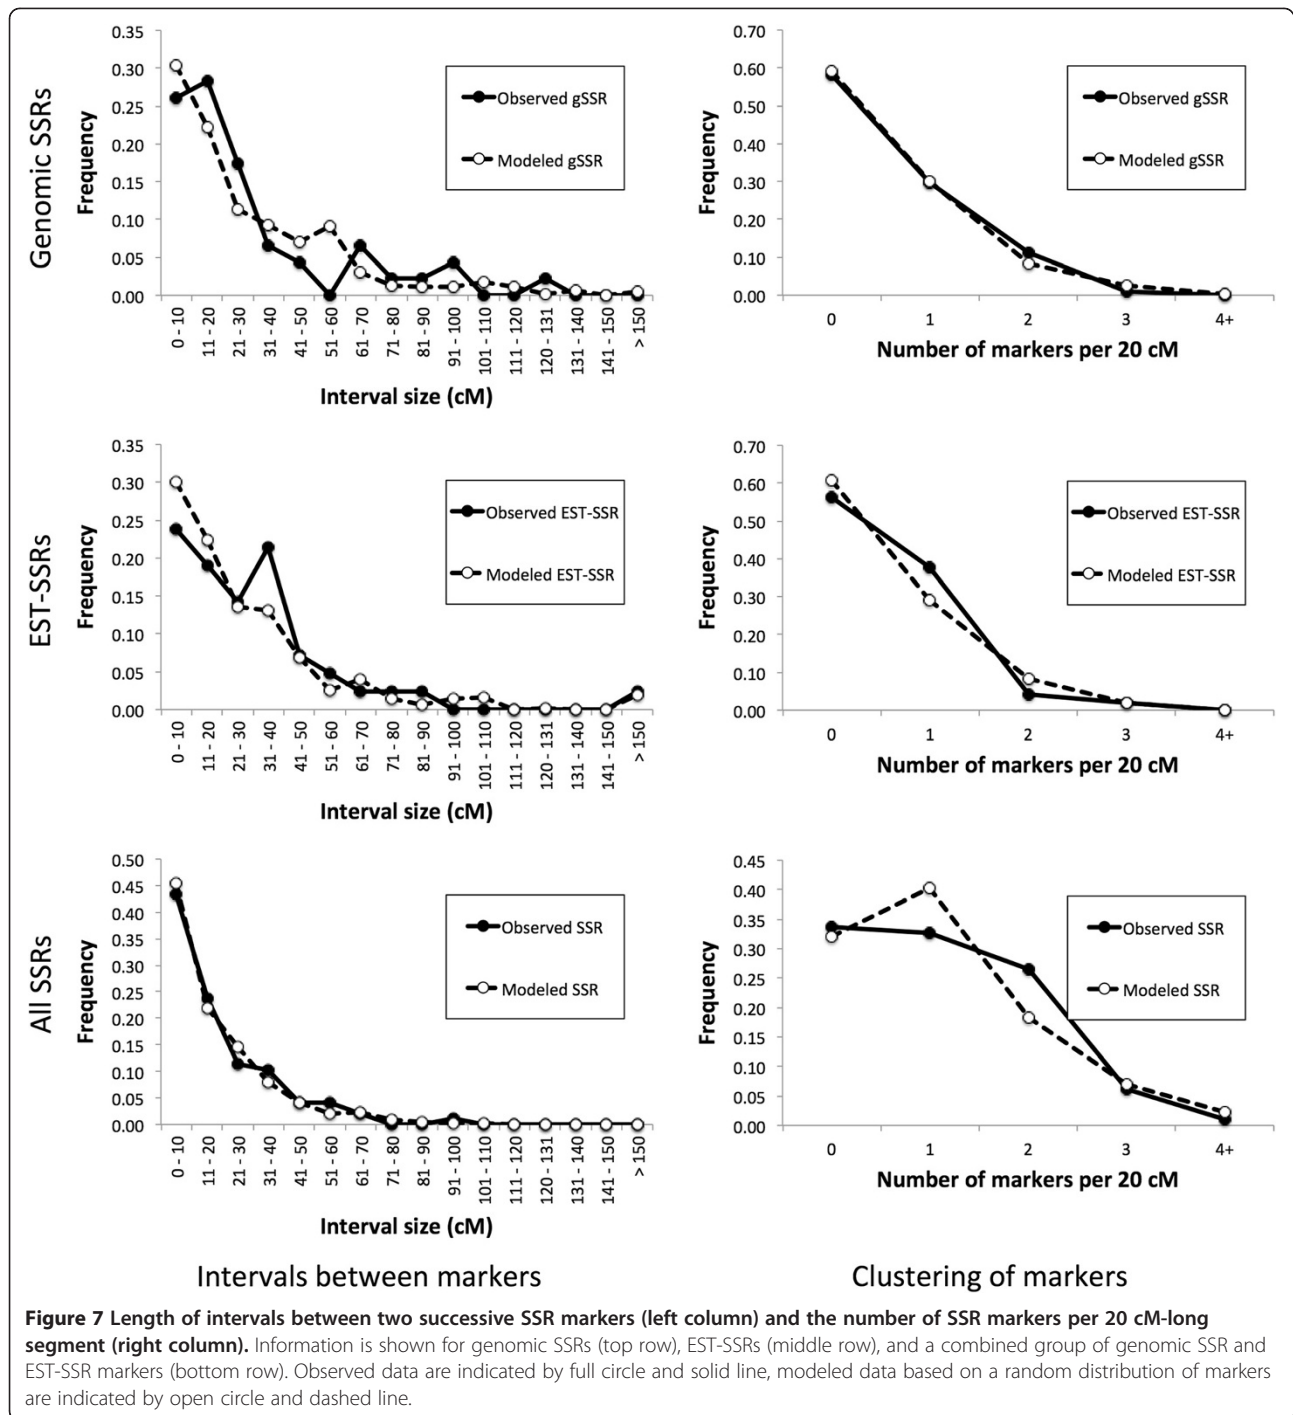 Genomic SSRs
Frequency
0.35
0.30
0.25
0.20
0.15
0.10
0.05
0.00
Observed gSSR
Modeled gSSR
0 - 10
11 - 20
21 - 30
31 - 40
41 - 50
51 - 60
61 - 70
71 - 80
81 - 90
91 - 100
101 - 110
111 - 120
120 - 131
131 - 140
141 - 150
> 150
Interval size (cM)
Frequency
0.70
0.60
0.50
0.40
0.30
0.20
0.10
0.00
Observed gSSR
Modeled gSSR
0 1 2 3 4+
Number of markers per 20 cM
EST-SSRs
Frequency
0.35
0.30
0.25
0.20
0.15
0.10
0.05
0.00
Observed EST-SSR
Modeled EST-SSR
0 - 10
11 - 20
21 - 30
31 - 40
41 - 50
51 - 60
61 - 70
71 - 80
81 - 90
91 - 100
101 - 110
111 - 120
120 - 131
131 - 140
141 - 150
> 150
Interval size (cM)
Frequency
0.70
0.60
0.50
0.40
0.30
0.20
0.10
0.00
Observed EST-SSR
Modeled EST-SSR
0 1 2 3 4+
Number of markers per 20 cM
All SSRs
Frequency
0.50
0.45
0.40
0.35
0.30
0.25
0.20
0.15
0.10
0.05
0.00
Observed SSR
Modeled SSR
0 - 10
11 - 20
21 - 30
31 - 40
41 - 50
51 - 60
61 - 70
71 - 80
81 - 90
91 - 100
101 - 110
111 - 120
120 - 131
131 - 140
141 - 150
> 150
Interval size (cM)
Frequency
0.45
0.40
0.35
0.30
0.25
0.20
0.15
0.10
0.05
0.00
Observed SSR
Modeled SSR
0 1 2 3 4+
Number of markers per 20 cM
Intervals between markers
Clustering of markers
Figure 7 Length of intervals between two successive SSR markers (left column) and the number of SSR markers per 20 cM-long
segment (right column). Information is shown for genomic SSRs (top row), EST-SSRs (middle row), and a combined group of genomic SSR and
EST-SSR markers (bottom row). Observed data are indicated by full circle and solid line, modeled data based on a random distribution of markers
are indicated by open circle and dashed line.